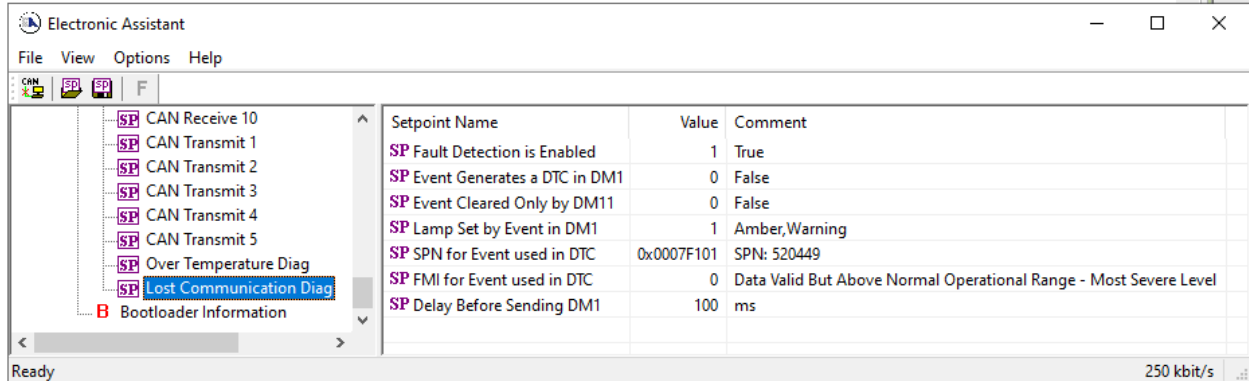 Electronic Assistant
File View Options Help
CAN SP SP F
SP CAN Receive 10
SP CAN Transmit 1
SP CAN Transmit 2
SP CAN Transmit 3
SP CAN Transmit 4
SP CAN Transmit 5
SP Over Temperature Diag
SP Lost Communication Diag
B Bootloader Information
Setpoint Name Value Comment
SP Fault Detection is Enabled 1 True
SP Event Generates a DTC in DM1 0 False
SP Event Cleared Only by DM11 0 False
SP Lamp Set by Event in DM1 1 Amber,Warning
SP SPN for Event used in DTC 0x0007F101 SPN: 520449
SP FMI for Event used in DTC 0 Data Valid But Above Normal Operational Range - Most Severe Level
SP Delay Before Sending DM1 100 ms
Ready 250 kbit/s